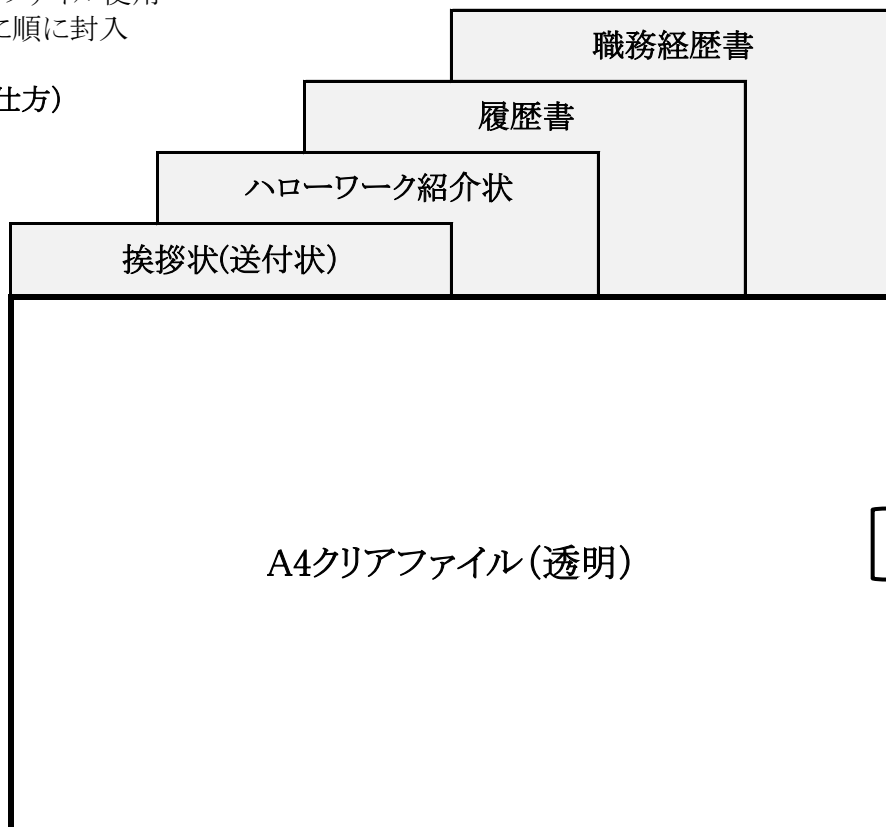 に順に封入
仕方）
職務経歴書
履歴書
ハローワーク紹介状
挨拶状(送付状)
A4クリアファイル（透明）